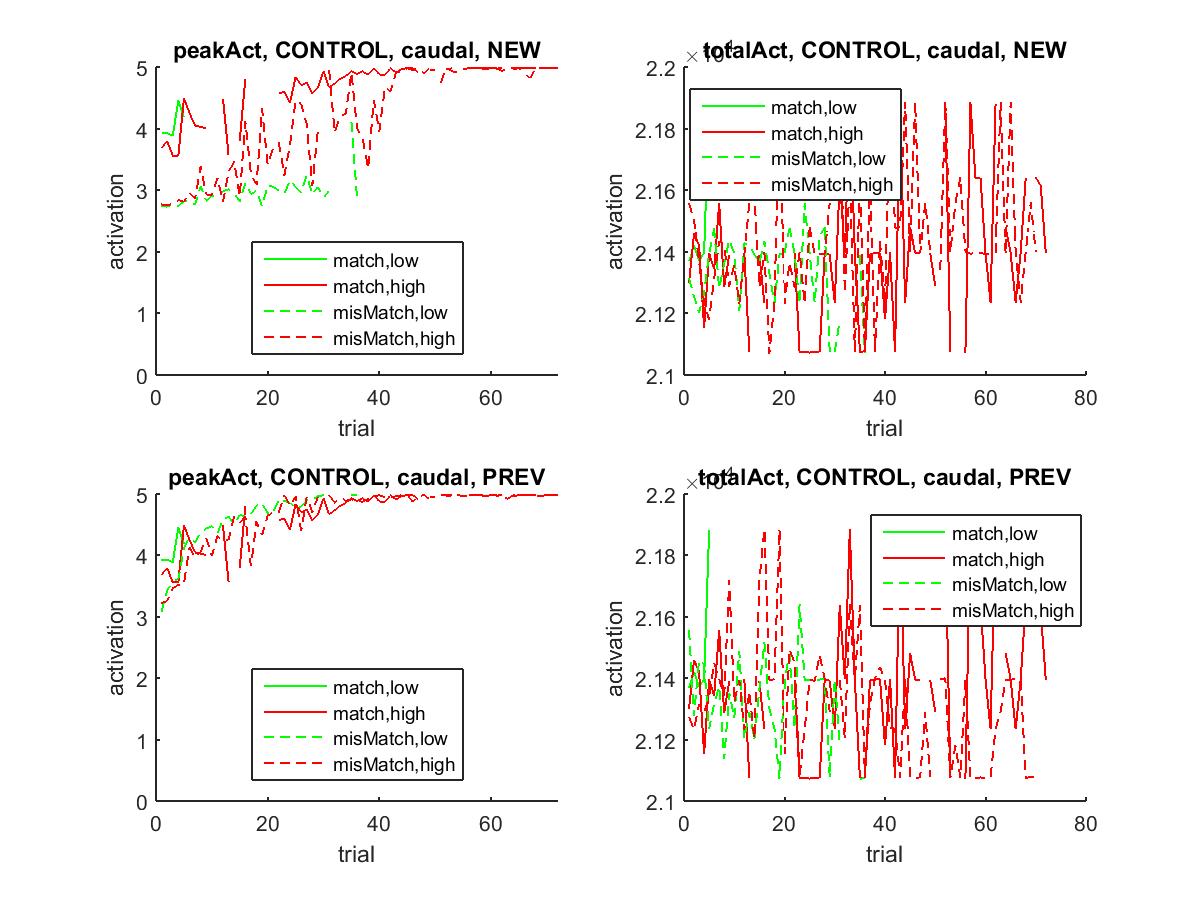 peakAct, CONTROL, caudal, NEW
activation
5
4
3
2
1
0
match,low
match,high
misMatch,low
misMatch,high
0 20 40 60
trial
totalAct, CONTROL, caudal, NEW
activation
2.2
2.18
2.16
2.14
2.12
2.1
match,low
match,high
misMatch,low
misMatch,high
0 20 40 60 80
trial
peakAct, CONTROL, caudal, PREV
activation
5
4
3
2
1
0
match,low
match,high
misMatch,low
misMatch,high
0 20 40 60
trial
totalAct, CONTROL, caudal, PREV
× 10⁴
activation
2.2
2.18
2.16
2.14
2.12
2.1
match,low
match,high
misMatch,low
misMatch,high
0 20 40 60 80
trial